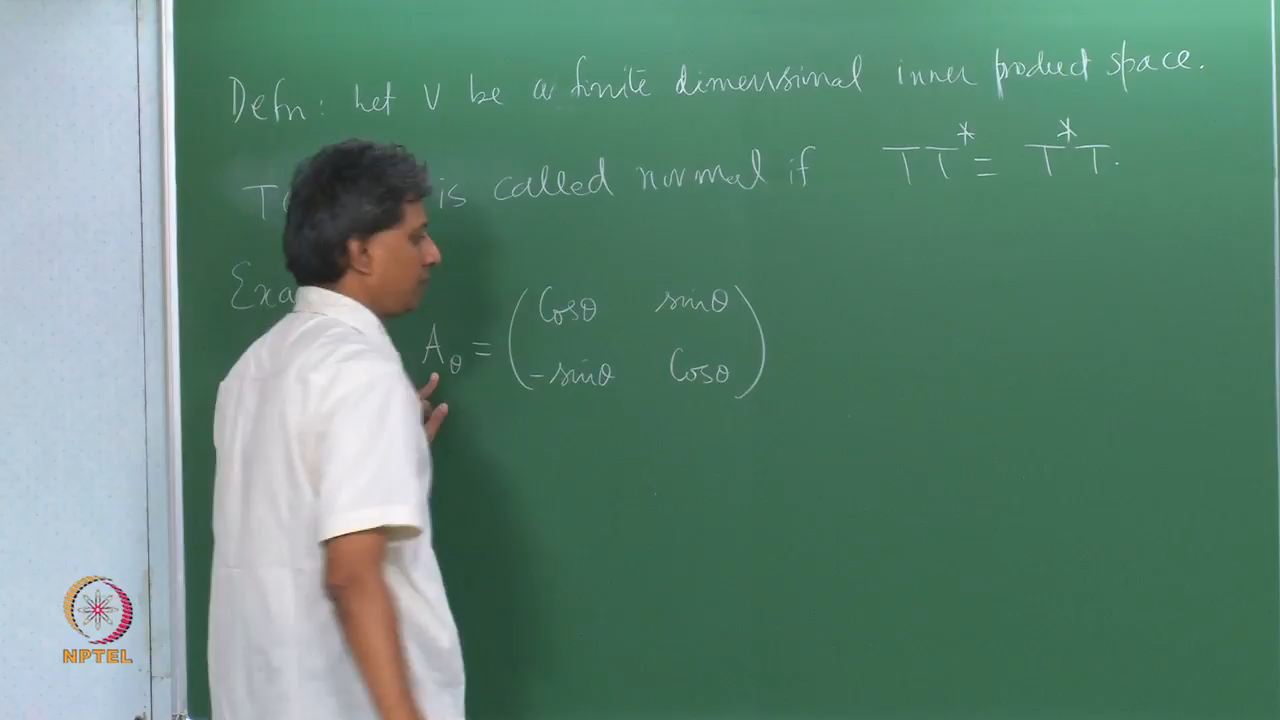 Defn: Let V be a finite dimensional inner product space.
is called normal if TT* = T*T.
A_θ = ( Cosθ sinθ
-sinθ Cosθ )
NPTEL